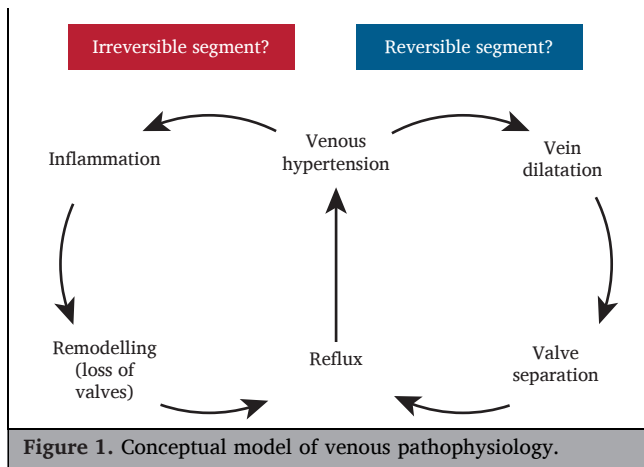 Irreversible segment?
Reversible segment?
Inflammation
Venous
hypertension
Vein
dilatation
Remodelling
(loss of
valves)
Reflux
Valve
separation
Figure 1. Conceptual model of venous pathophysiology.